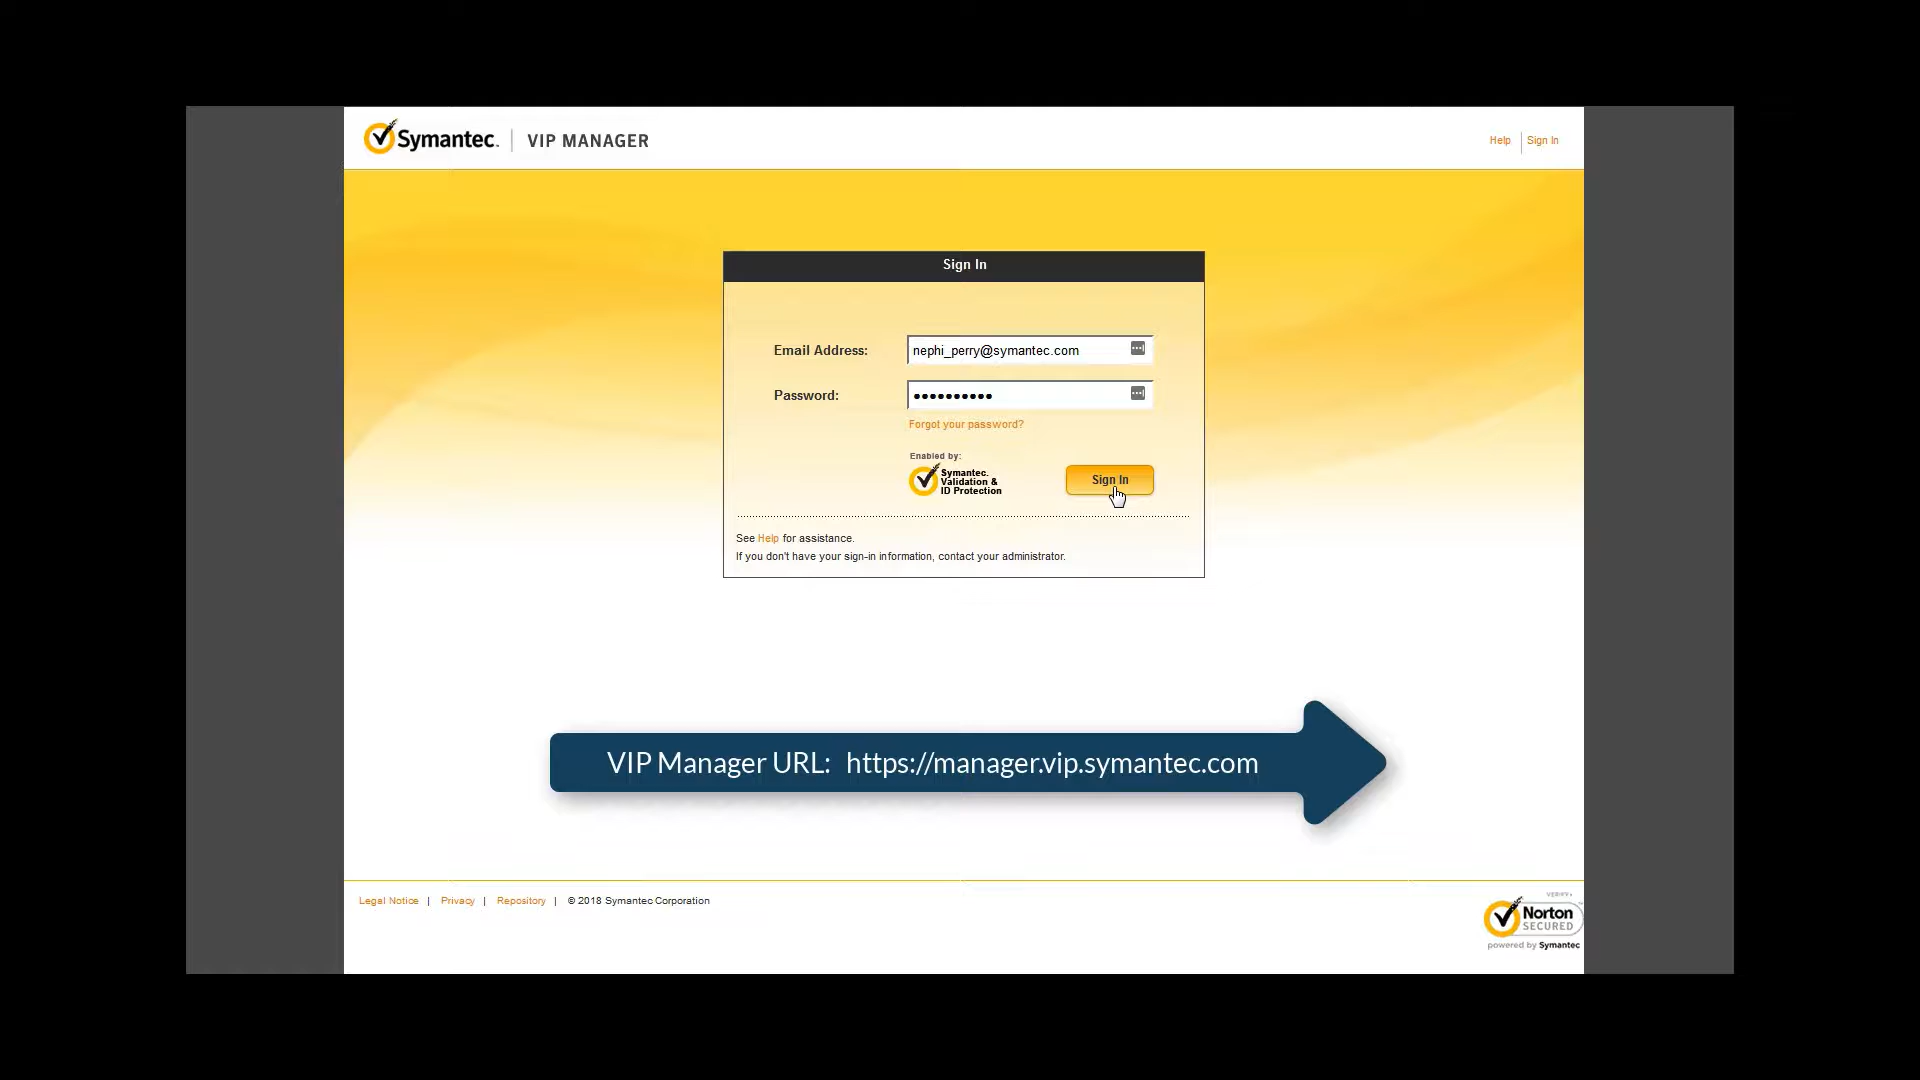 Symantec. | VIP MANAGER
Help | Sign In
Sign In
Email Address: nephi_perry@symantec.com
Password: ••••••••••
Forgot your password?
Enabled by:
Symantec.
Validation &
ID Protection
Sign In
See Help for assistance.
If you don't have your sign-in information, contact your administrator.
VIP Manager URL: https://manager.vip.symantec.com
Legal Notice | Privacy | Repository | © 2018 Symantec Corporation
Norton
SECURED
powered by Symantec